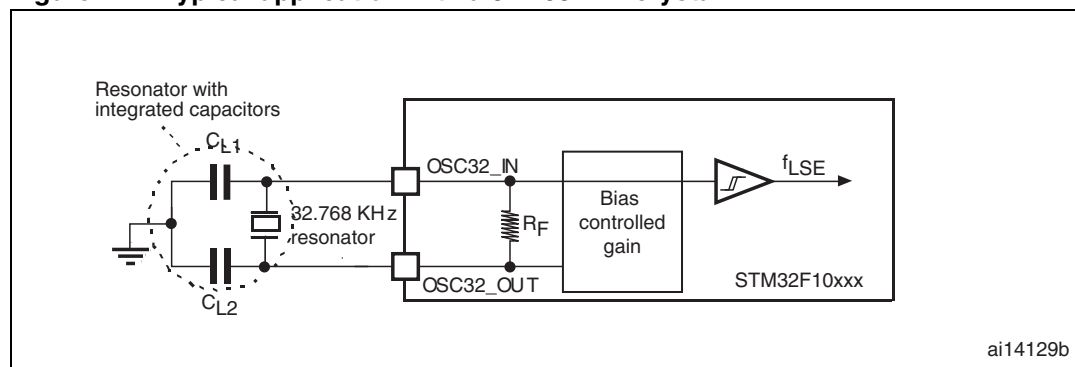 Resonator with
integrated capacitors
CL1
OSC32_IN
fLSE
32.768 KHz
resonator
RF
Bias
controlled
gain
OSC32_OUT
STM32F10xxx
CL2
ai14129b